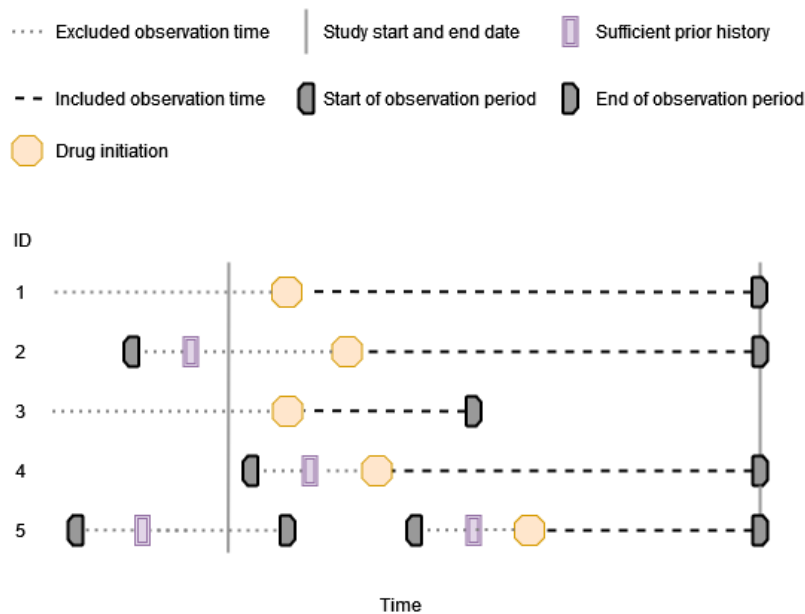 Excluded observation time
Study start and end date
Sufficient prior history
Included observation time
Start of observation period
End of observation period
Drug initiation
ID
1
2
3
4
5
Time